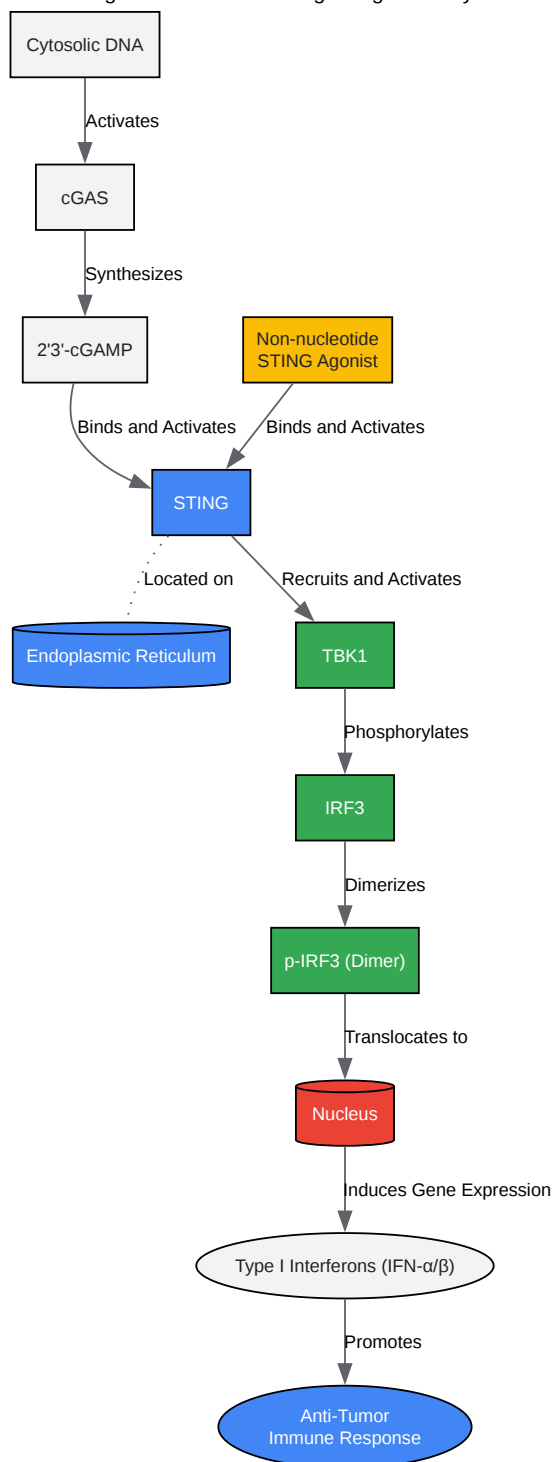 Cytosolic DNA
Activates
cGAS
Synthesizes
2'3'-cGAMP
Non-nucleotide
STING Agonist
Binds and Activates
Binds and Activates
STING
Located on
Recruits and Activates
Endoplasmic Reticulum
TBK1
Phosphorylates
IRF3
Dimerizes
p-IRF3 (Dimer)
Translocates to
Nucleus
Induces Gene Expression
Type I Interferons (IFN-α/β)
Promotes
Anti-Tumor
Immune Response